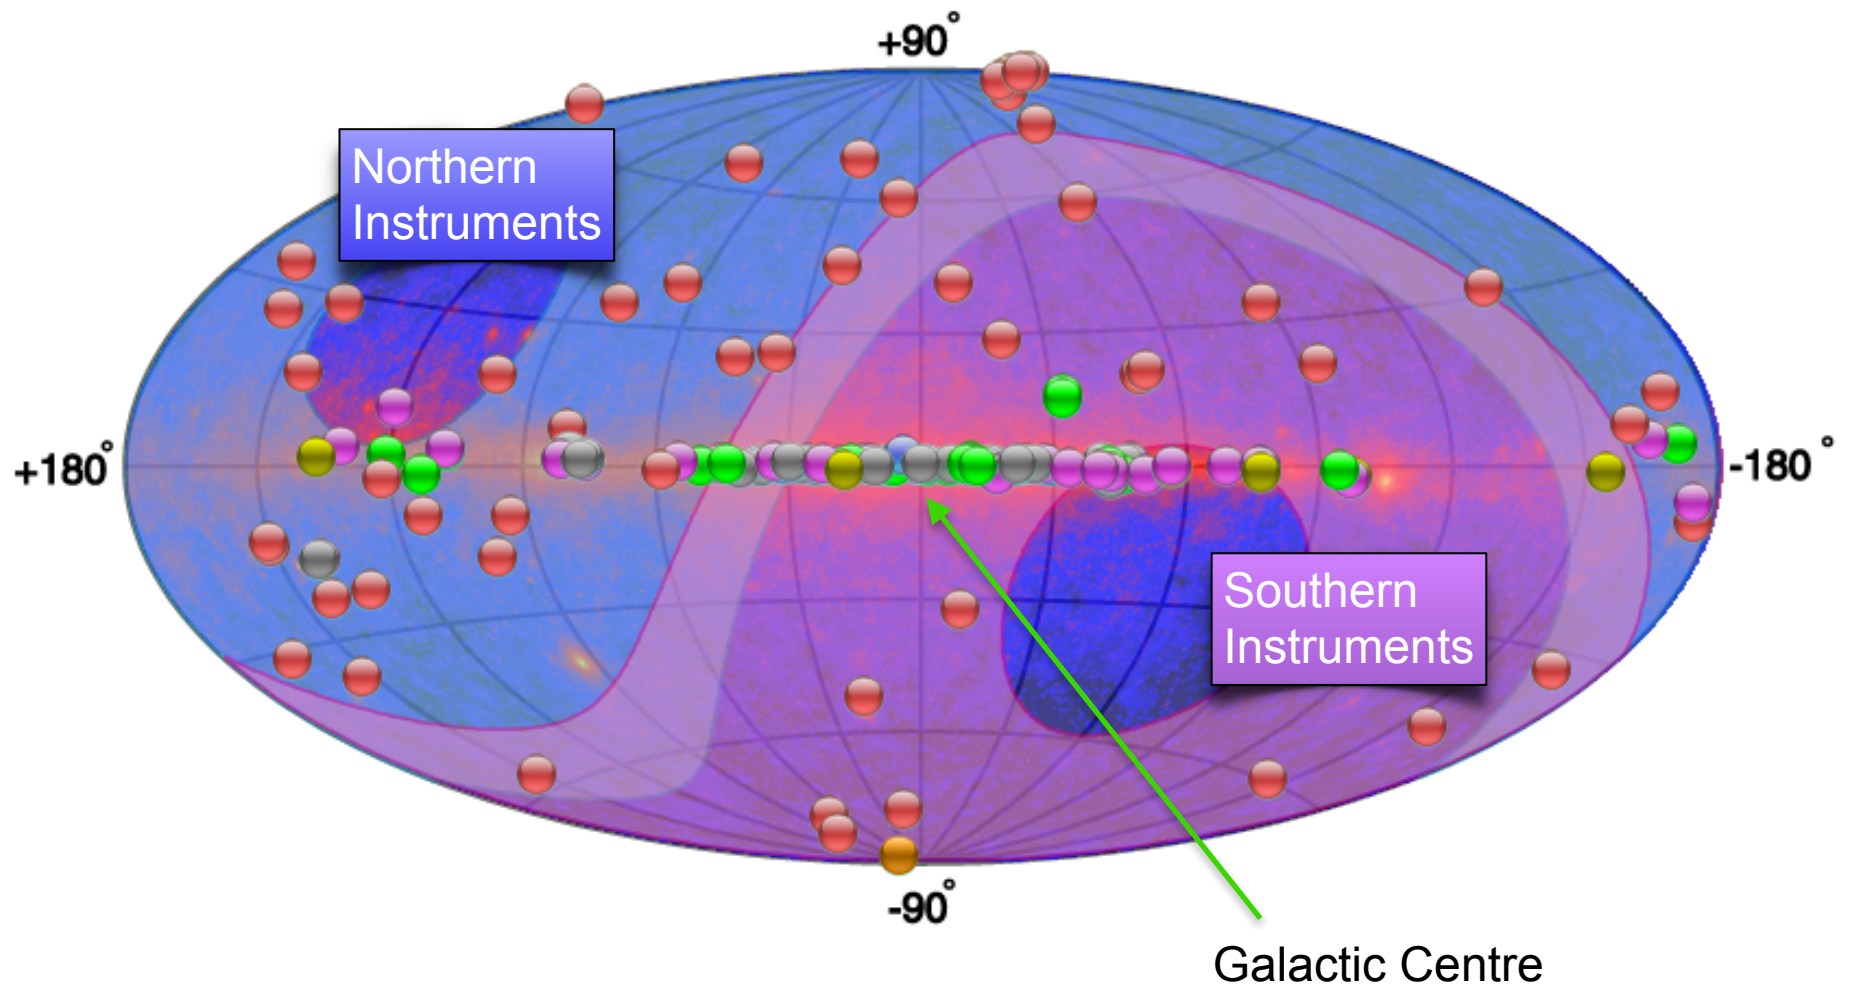 +90°
Northern
Instruments
+180°
-180°
Southern
Instruments
-90°
Galactic Centre